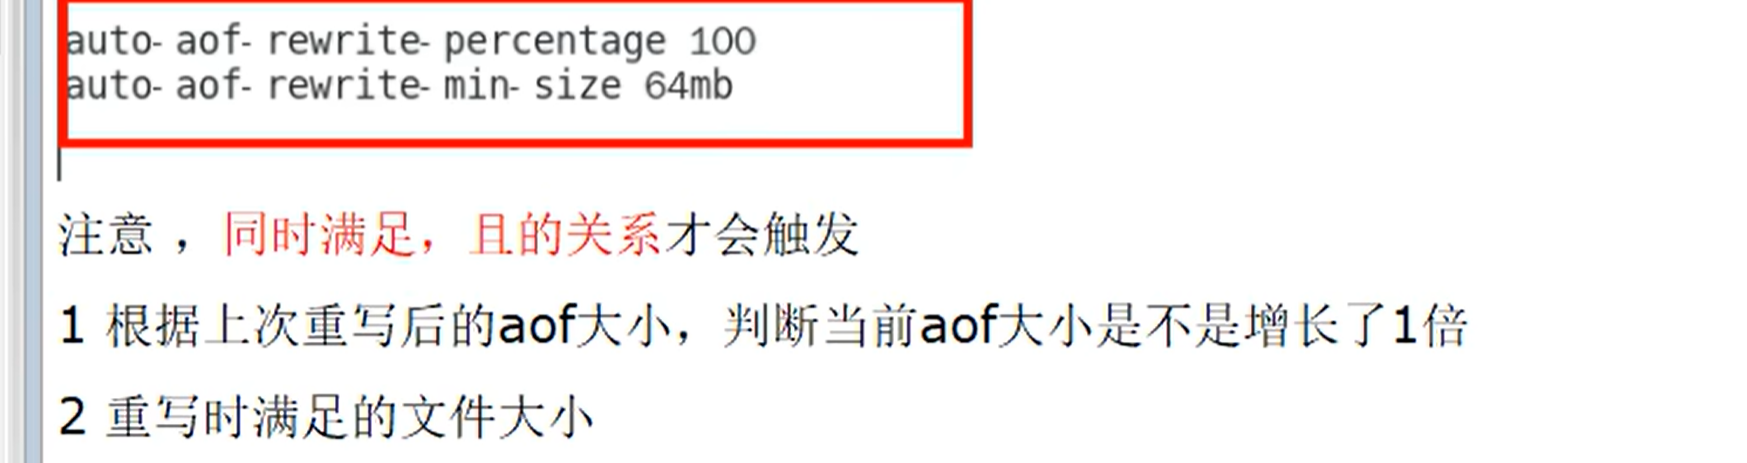 auto-aof-rewrite-percentage 100
auto-aof-rewrite-min-size 64mb
注意 ，同时满足，且的关系才会触发
1 根据上次重写后的aof大小，判断当前aof大小是不是增长了1倍
2 重写时满足的文件大小